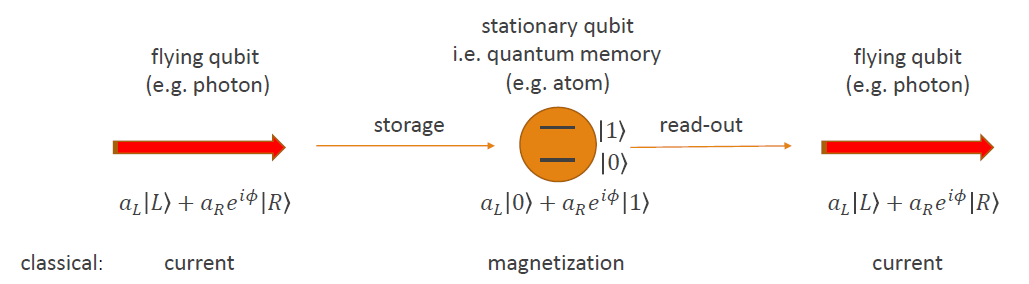 flying qubit
(e.g. photon)
stationary qubit
i.e. quantum memory
(e.g. atom)
flying qubit
(e.g. photon)
storage
|1⟩
|0⟩
read-out
a_L|L⟩ + a_R e^{iϕ}|R⟩
a_L|0⟩ + a_R e^{iϕ}|1⟩
a_L|L⟩ + a_R e^{iϕ}|R⟩
classical:
current
magnetization
current